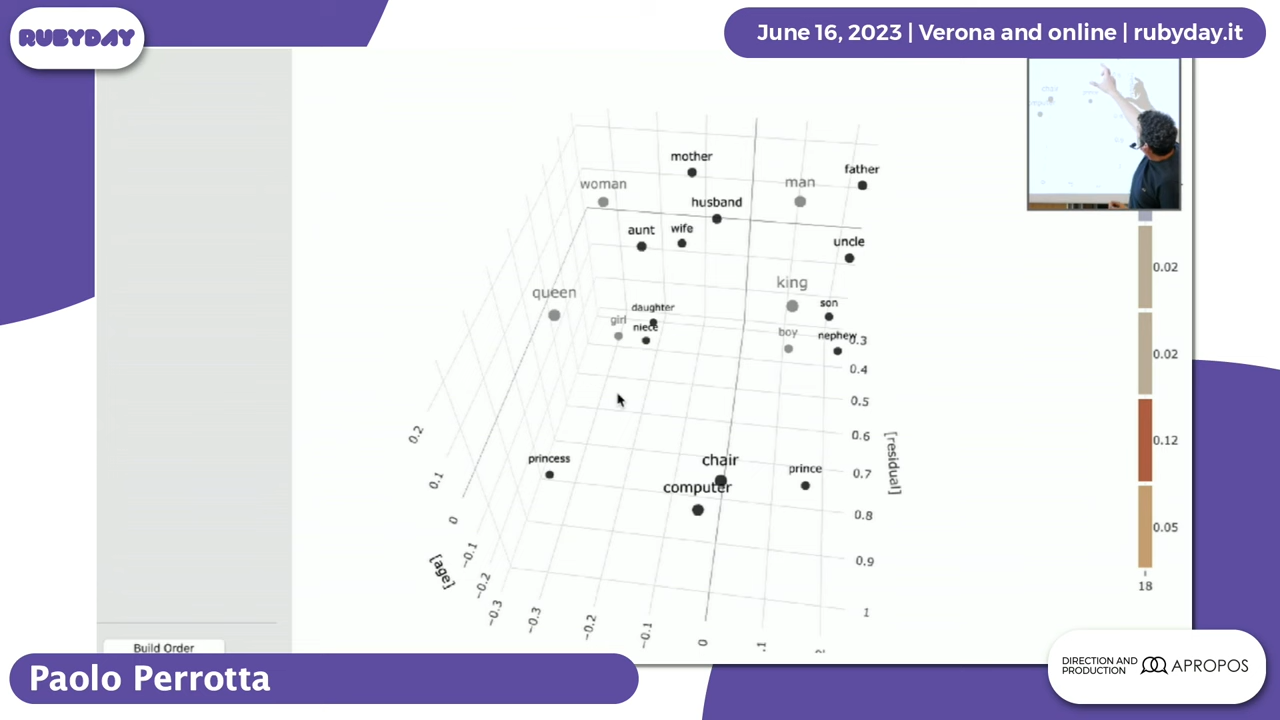 RUBYDAY
June 16, 2023 | Verona and online | rubyday.it
mother
father
woman
man
husband
aunt
wife
uncle
queen
king
son
daughter
girl
niece
boy
nephew
0.3
0.4
0.5
0.6
0.7
0.8
0.9
1
[residual]
princess
chair
prince
computer
0.2
0.1
0
-0.1
-0.2
-0.3
[age]
-0.3
-0.2
-0.1
0
0.02
0.02
0.12
0.05
18
chair
Build Order
Paolo Perrotta
DIRECTION AND
PRODUCTION
APROPOS